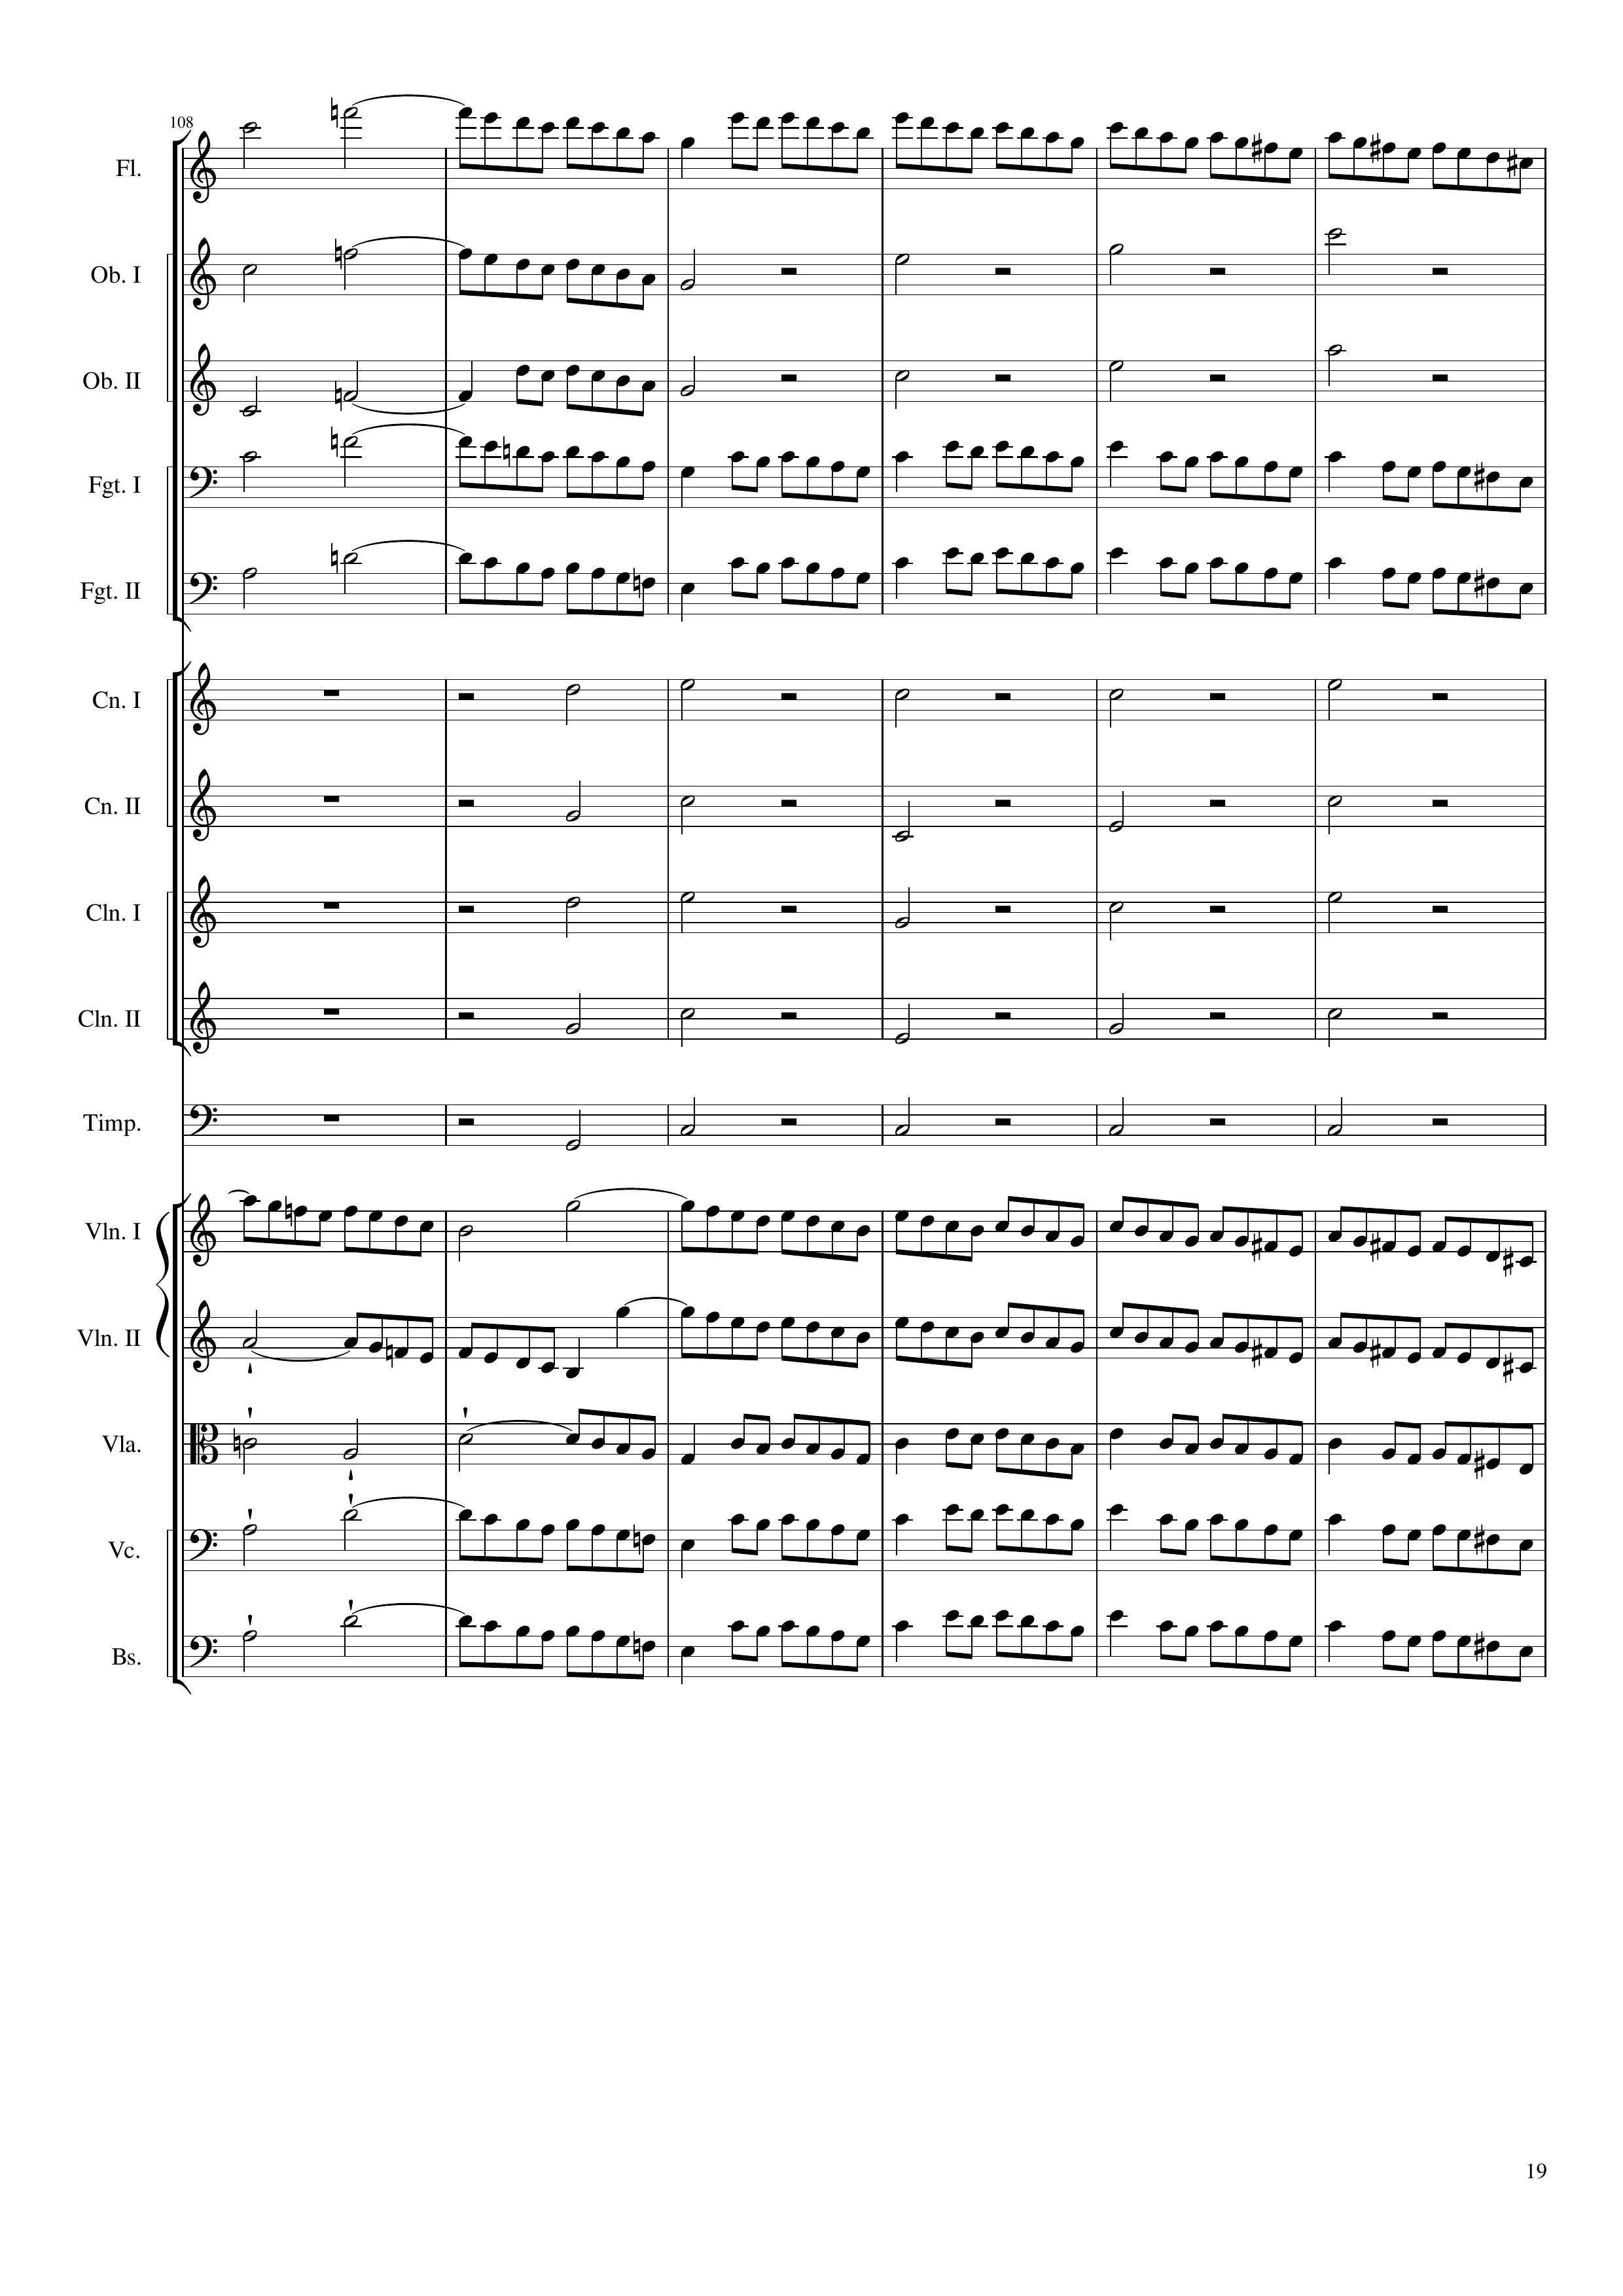 108
Fl.
Ob. I
Ob. II
Fgt. I
Fgt. II
Cn. I
Cn. II
Cln. I
Cln. II
Timp.
Vln. I
Vln. II
Vla.
Vc.
Bs.
19